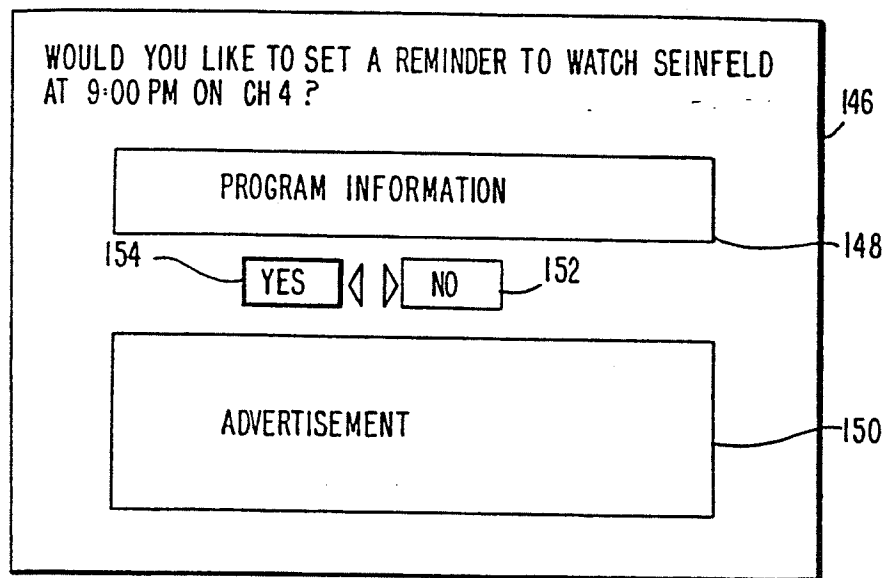 WOULD YOU LIKE TO SET A REMINDER TO WATCH SEINFELD
AT 9:00 PM ON CH 4 ?
146
PROGRAM INFORMATION
148
154
YES
NO
152
ADVERTISEMENT
150